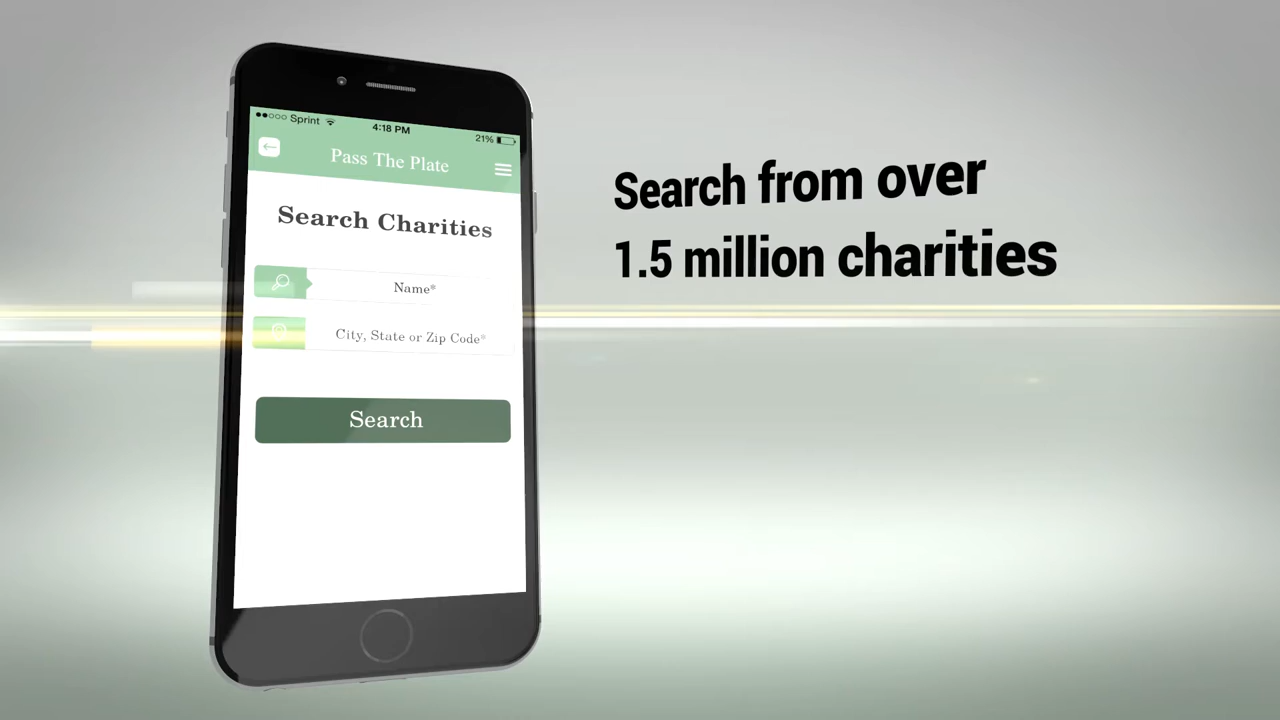 Sprint 4:18 PM 21%
Pass The Plate
Search Charities
Name*
City, State or Zip Code*
Search
Search from over
1.5 million charities